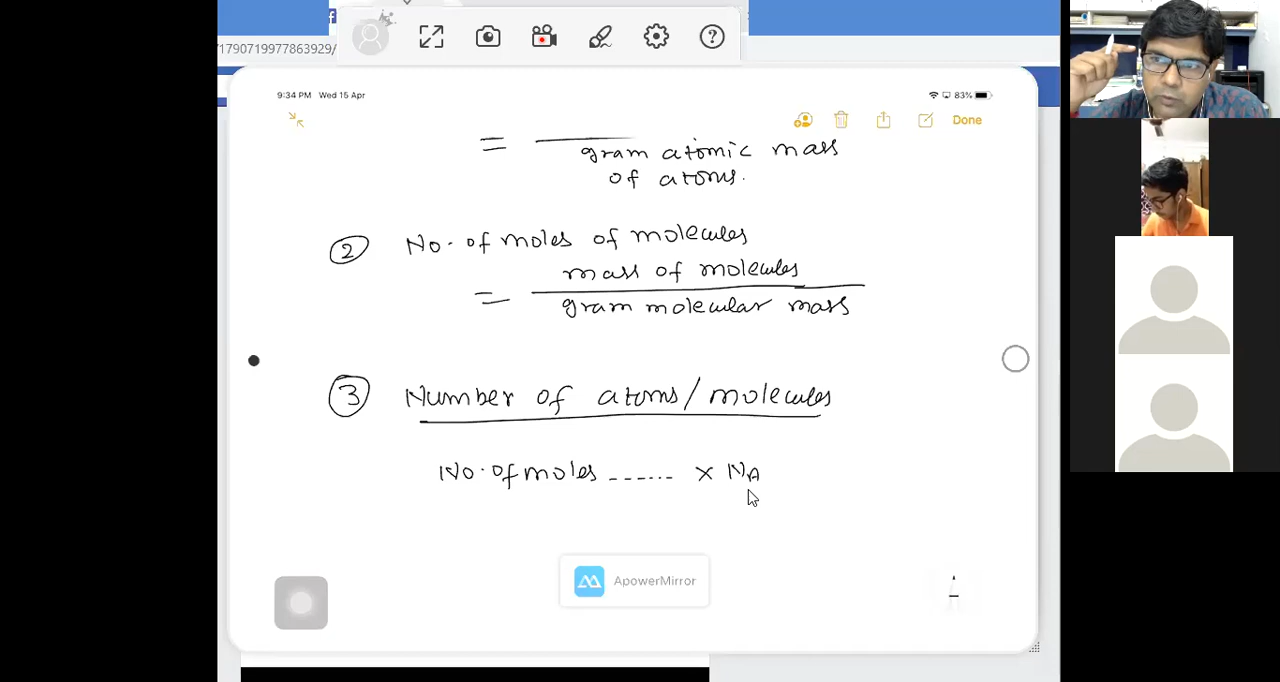 1790719977863929/
9:34 PM Wed 15 Apr
83%
Done
= gram atomic mass
of atoms.
② No. of moles of molecules
mass of molecules
= gram molecular mass
③ Number of atoms/molecules
No. of moles ------ × NA
ApowerMirror